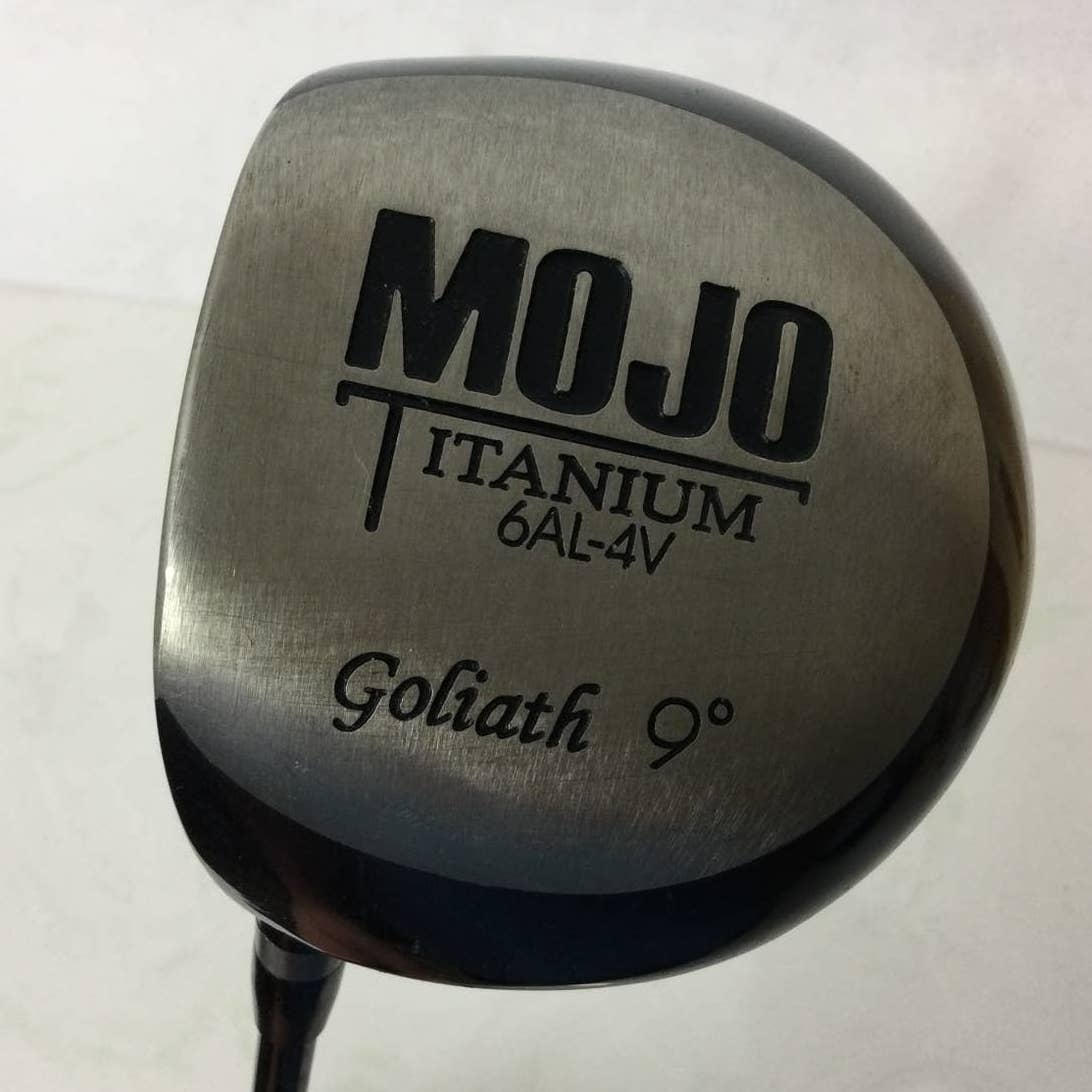 MOJO
TITANIUM
6AL-4V
Goliath 9°